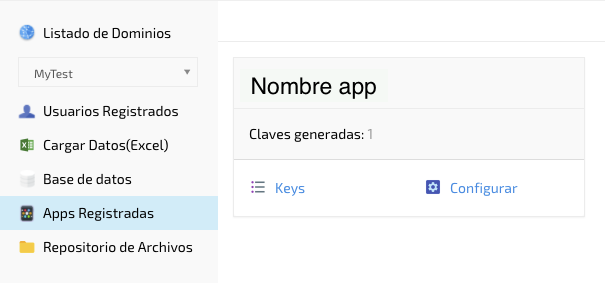 Listado de Dominios
MyTest
Usuarios Registrados
Cargar Datos(Excel)
Base de datos
Apps Registradas
Repositorio de Archivos
Nombre app
Claves generadas: 1
Keys
Configurar